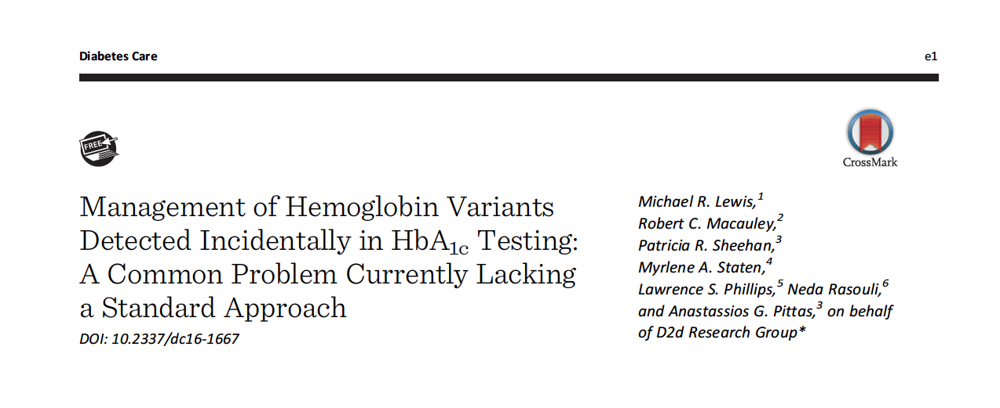 Diabetes Care
e1
FREE
CrossMark
Management of Hemoglobin Variants
Detected Incidentally in HbA1c Testing:
A Common Problem Currently Lacking
a Standard Approach
DOI: 10.2337/dc16-1667
Michael R. Lewis,1
Robert C. Macauley,2
Patricia R. Sheehan,3
Myrlene A. Staten,4
Lawrence S. Phillips,5 Neda Rasouli,6
and Anastassios G. Pittas,3 on behalf
of D2d Research Group*